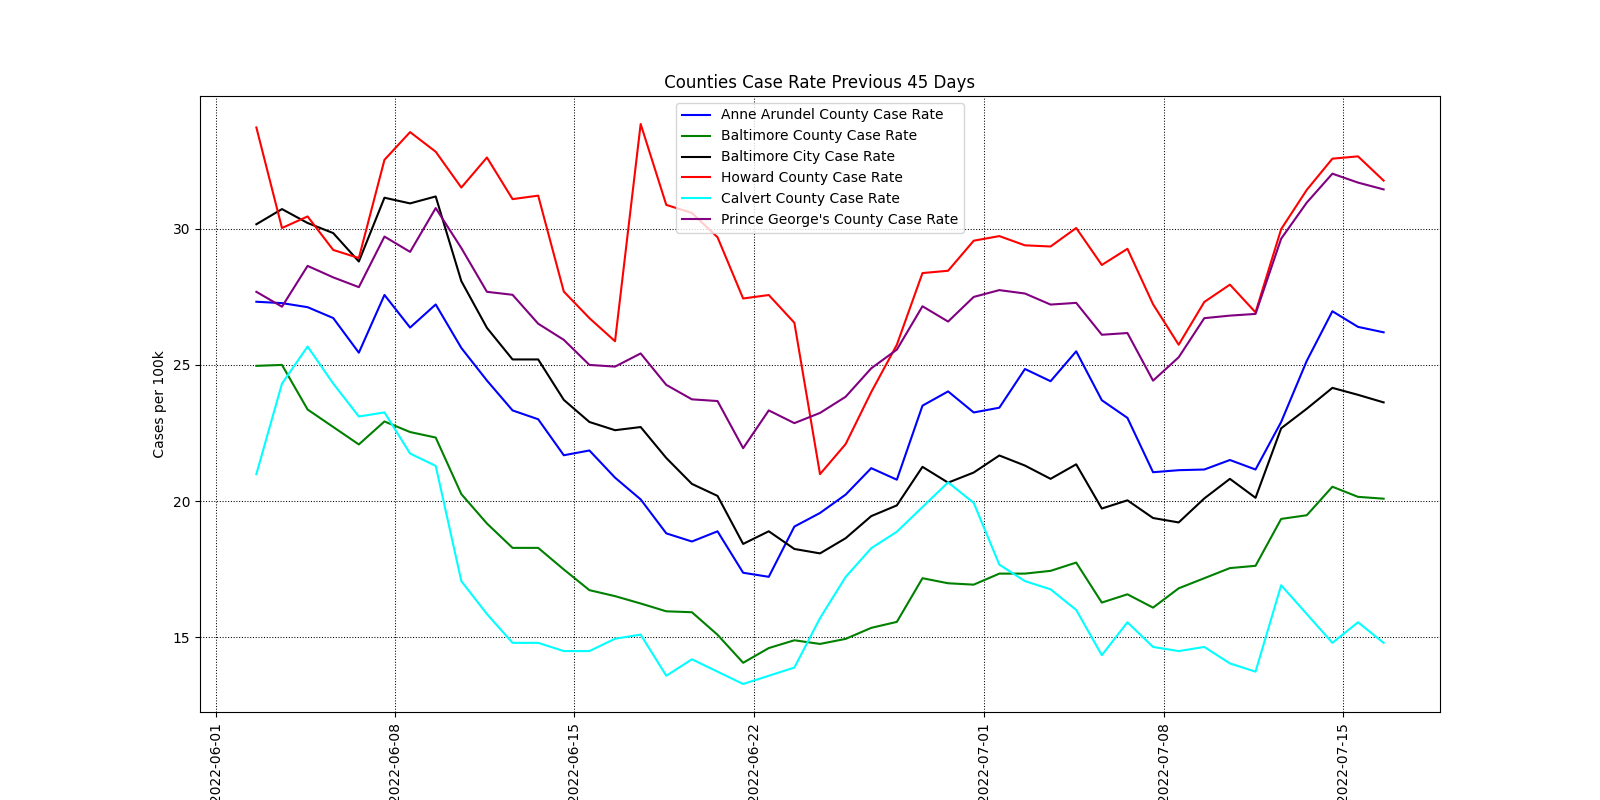 Counties Case Rate Previous 45 Days
Anne Arundel County Case Rate
Baltimore County Case Rate
Baltimore City Case Rate
Howard County Case Rate
Calvert County Case Rate
Prince George's County Case Rate
Cases per 100k
30
25
20
15
2022-06-01
2022-06-08
2022-06-15
2022-06-22
2022-07-01
2022-07-08
2022-07-15